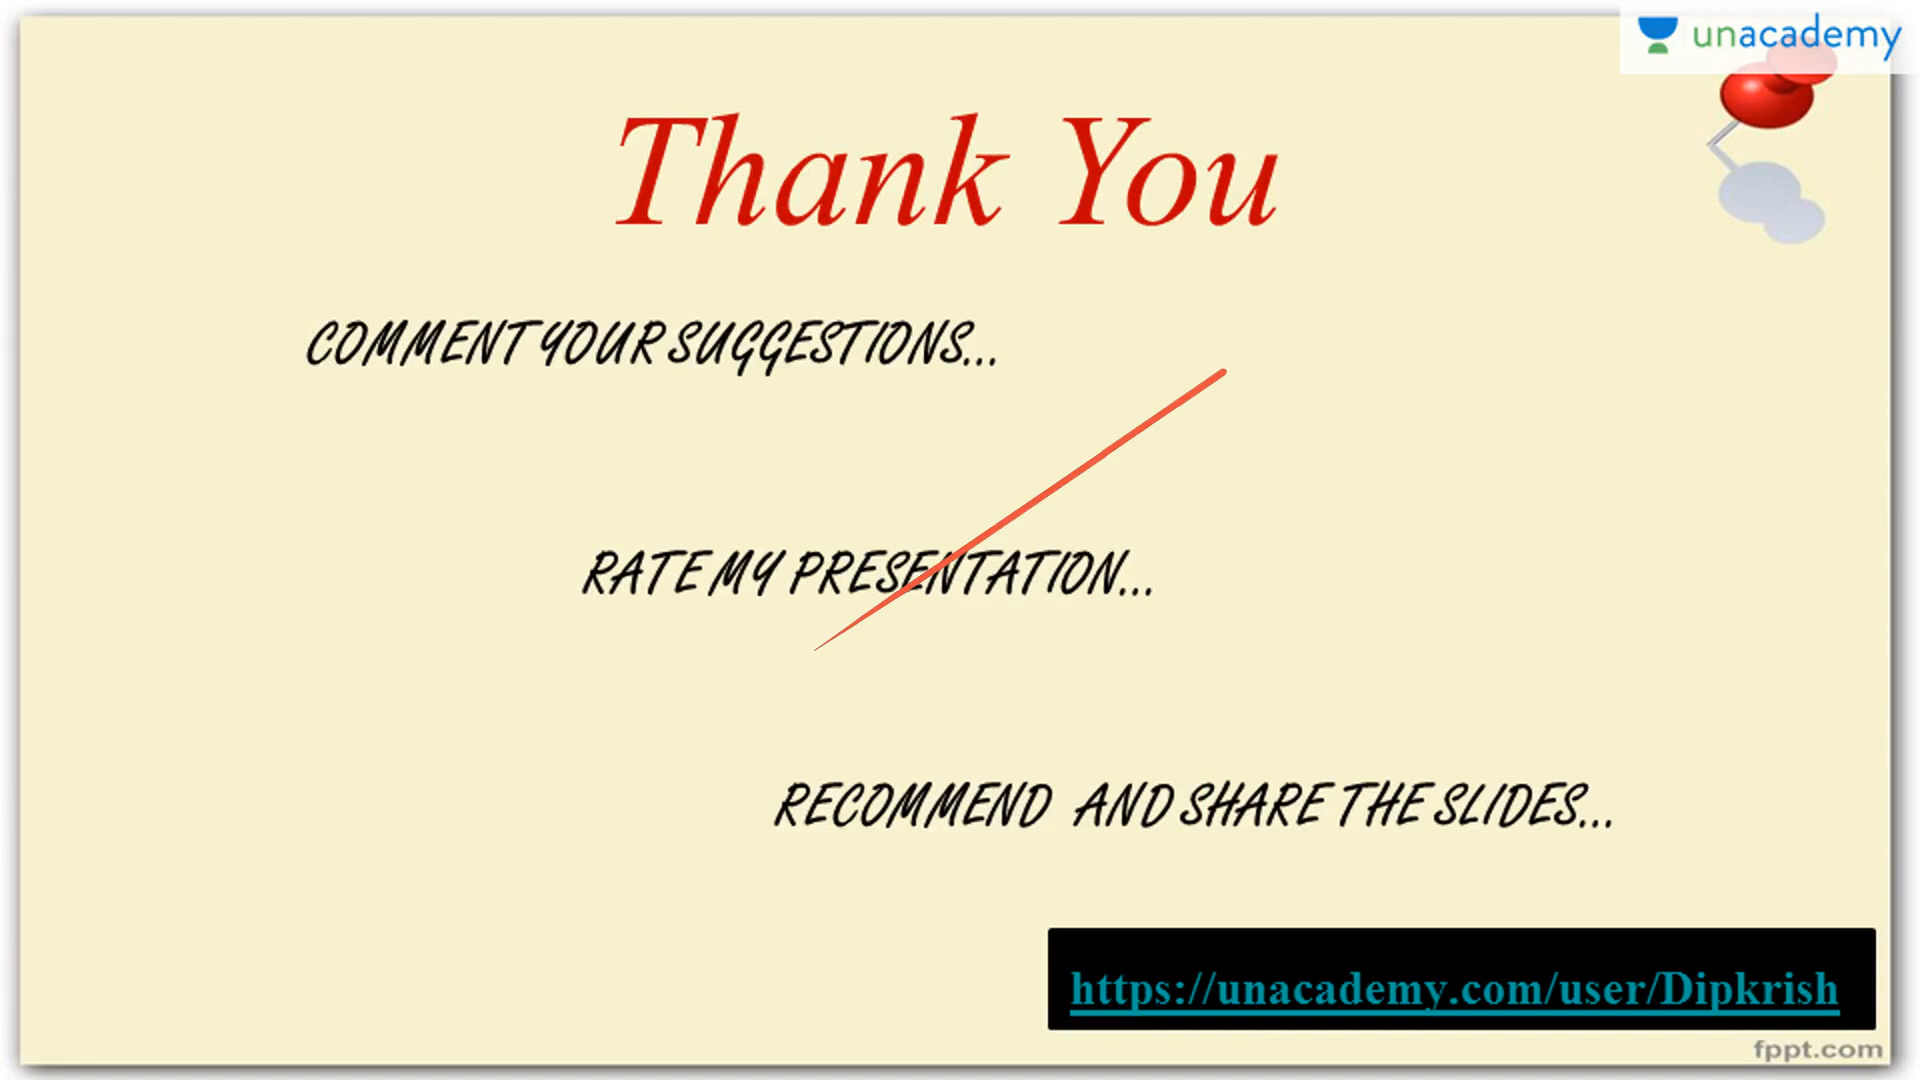 unacademy
Thank You
COMMENT YOUR SUGGESTIONS...
RATE MY PRESENTATION...
RECOMMEND AND SHARE THE SLIDES...
https://unacademy.com/user/Dipkrish
fppt.com